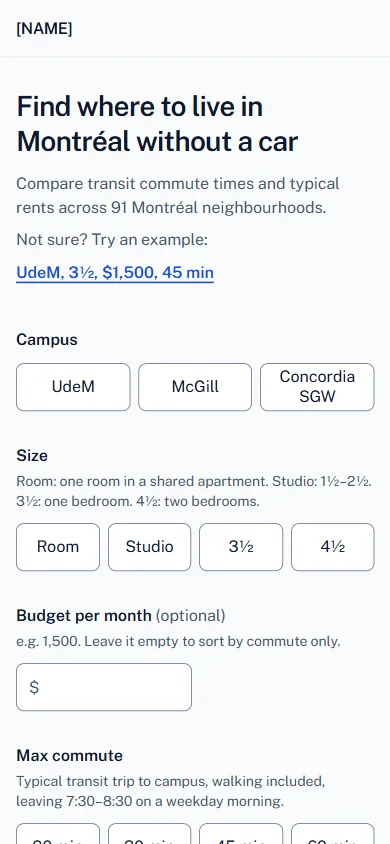 [NAME]
Find where to live in
Montréal without a car
Compare transit commute times and typical
rents across 91 Montréal neighbourhoods.
Not sure? Try an example:
UdeM, 3½, $1,500, 45 min
Campus
UdeM
McGill
Concordia
SGW
Size
Room: one room in a shared apartment. Studio: 1½–2½.
3½: one bedroom. 4½: two bedrooms.
Room
Studio
3½
4½
Budget per month (optional)
e.g. 1,500. Leave it empty to sort by commute only.
$
Max commute
Typical transit trip to campus, walking included,
leaving 7:30–8:30 on a weekday morning.